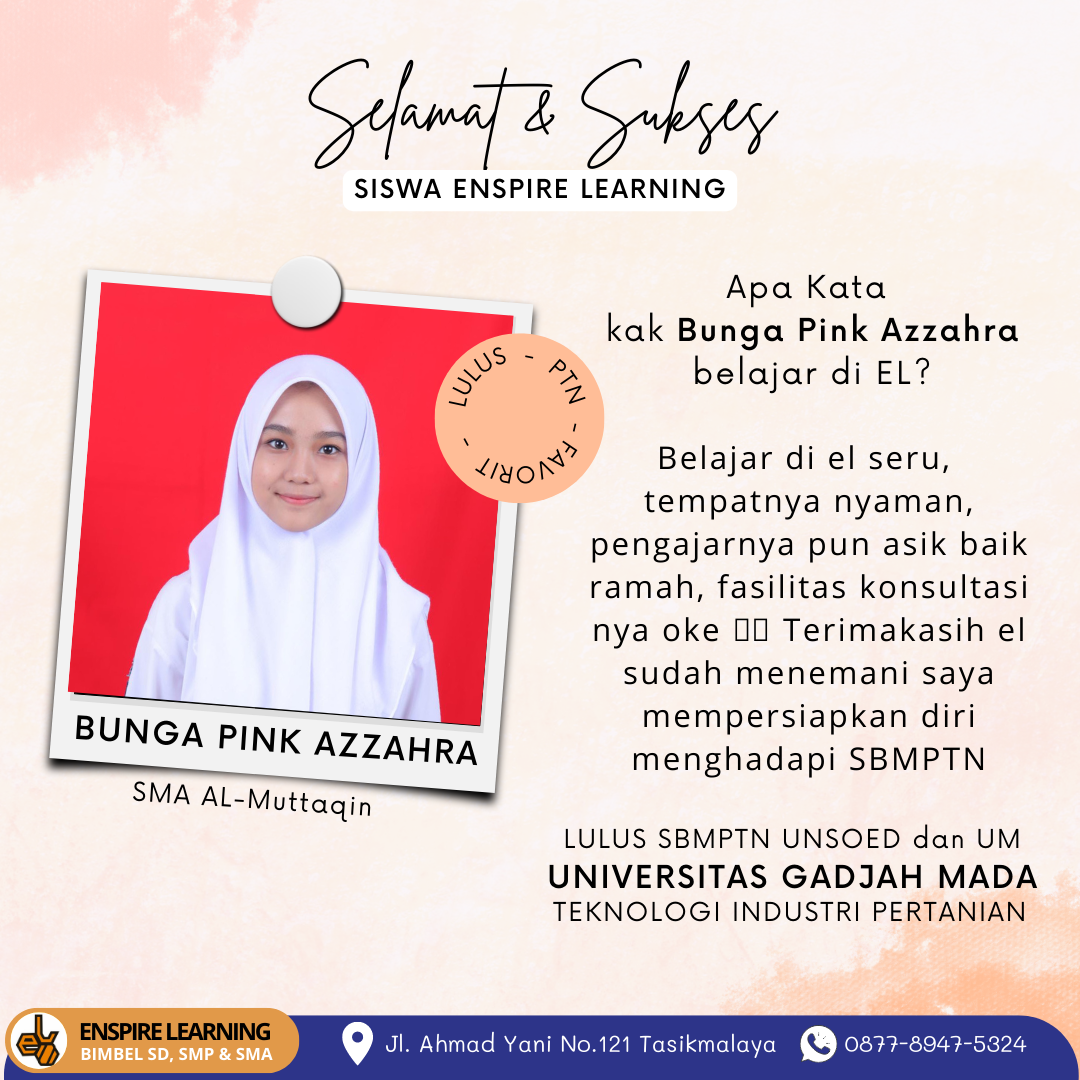 Selamat & Sukses
SISWA ENSPIRE LEARNING
LULUS - PTN - FAVORIT -
BUNGA PINK AZZAHRA
SMA AL-Muttaqin
Apa Kata
kak Bunga Pink Azzahra
belajar di EL?
Belajar di el seru,
tempatnya nyaman,
pengajarnya pun asik baik
ramah, fasilitas konsultasi
nya oke 	Terimakasih el
sudah menemani saya
mempersiapkan diri
menghadapi SBMPTN
LULUS SBMPTN UNSOED dan UM
UNIVERSITAS GADJAH MADA
TEKNOLOGI INDUSTRI PERTANIAN
ENSPIRE LEARNING
BIMBEL SD, SMP & SMA
Jl. Ahmad Yani No.121 Tasikmalaya
0877-8947-5324